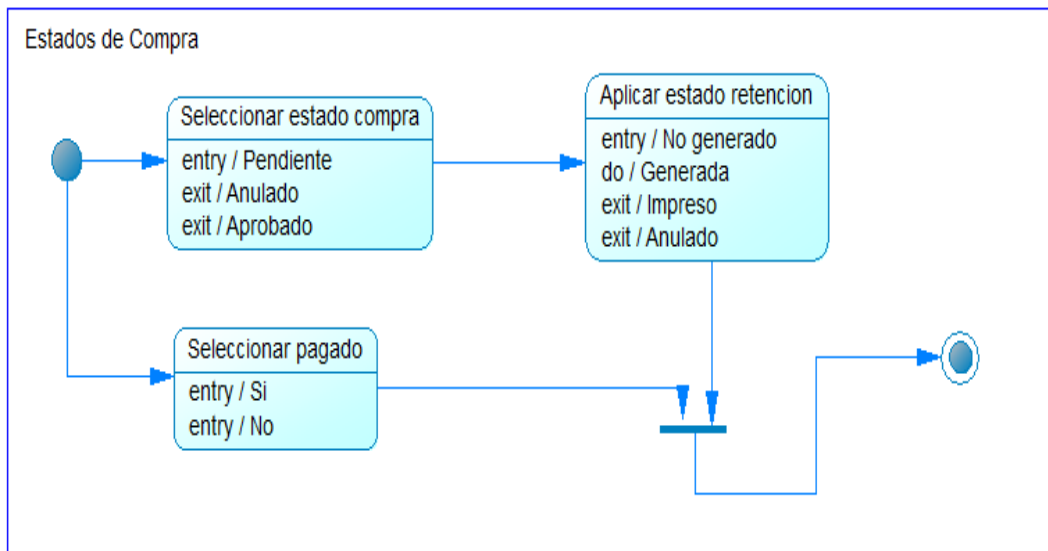 Estados de Compra
Seleccionar estado compra
entry / Pendiente
exit / Anulado
exit / Aprobado
Aplicar estado retencion
entry / No generado
do / Generada
exit / Impreso
exit / Anulado
Seleccionar pagado
entry / Si
entry / No